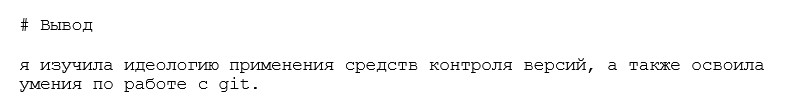 # Вывод
я изучила идеологию применения средств контроля версий, а также освоила
умения по работе с git.